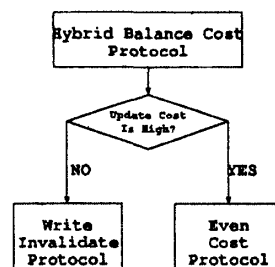 Hybrid Balance Cost
Protocol
Update Cost
Is High?
NO
YES
Write
Invalidate
Protocol
Even
Cost
Protocol